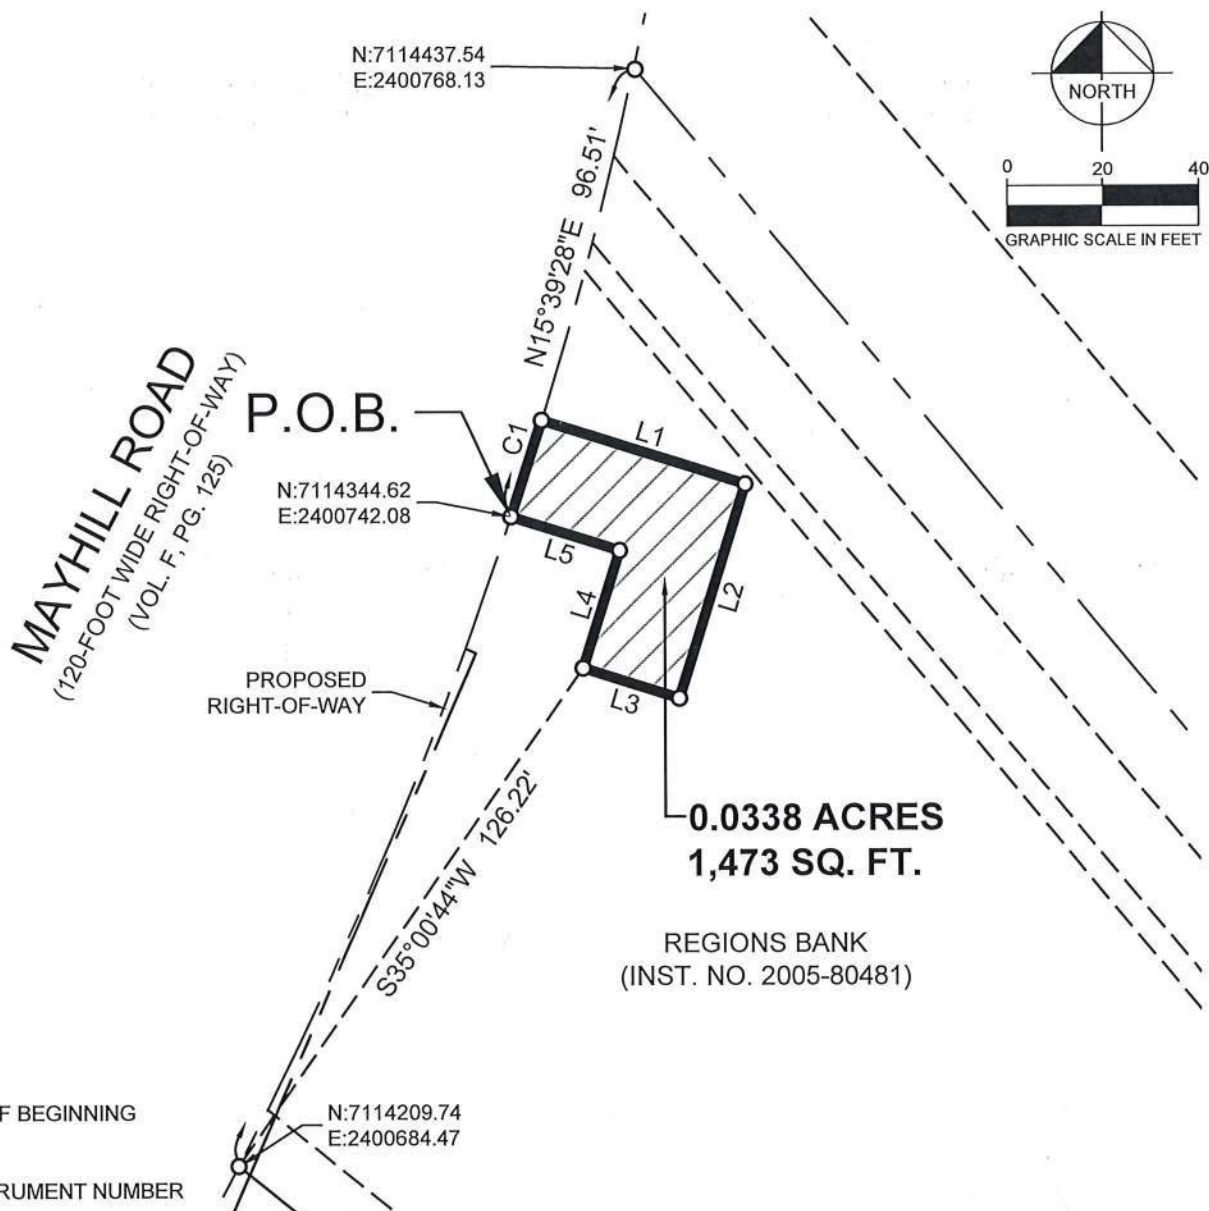 N:7114437.54
E:2400768.13
NORTH
0 20 40
GRAPHIC SCALE IN FEET
N15°39'28"E 96.51'
MAYHILL ROAD
(120-FOOT WIDE RIGHT-OF-WAY)
(VOL. F, PG. 125)
P.O.B.
C1
L1
N:7114344.62
E:2400742.08
L5
L4
L2
L3
PROPOSED
RIGHT-OF-WAY
S35°00'44"W 126.22'
0.0338 ACRES
1,473 SQ. FT.
REGIONS BANK
(INST. NO. 2005-80481)
F BEGINNING
N:7114209.74
E:2400684.47
RUMENT NUMBER